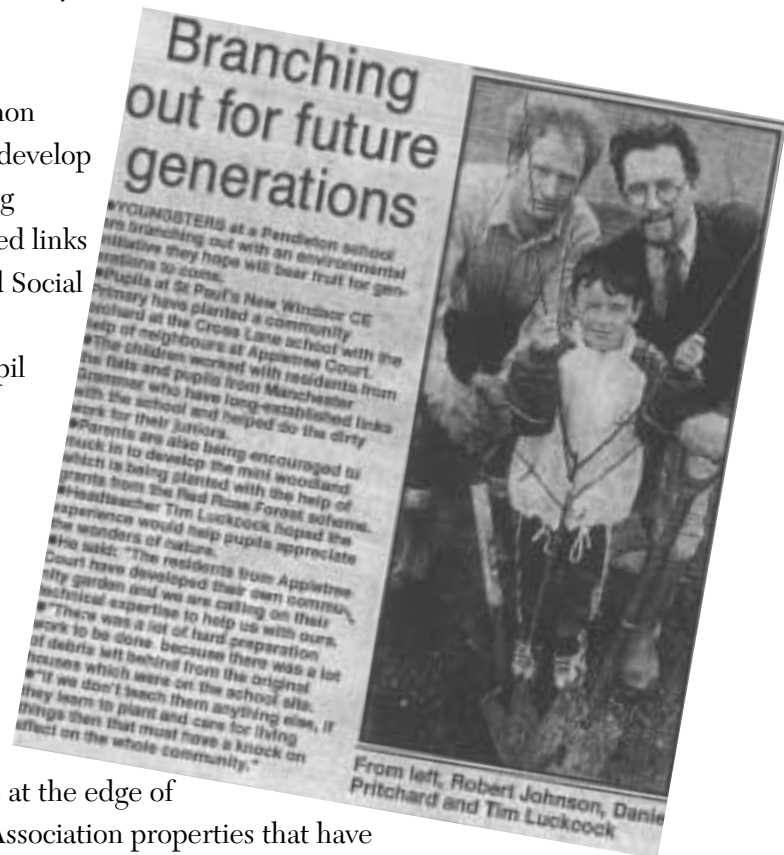 non
develop
g
ed links
l Social
pil
Branching
out for future
generations
●YOUNGSTERS at a Pendleton school
are branching out with an environmental
initiative they hope will bear fruit for gen-
erations to come.
●Pupils at St Paul's New Windsor CE
Primary have planted a community
orchard at the Cross Lane school with the
help of neighbours at Appletree Court.
●The children worked with residents from
the flats and pupils from Manchester
Grammar who have long-established links
with the school and helped do the dirty
work for their juniors.
●Parents are also being encouraged to
muck in to develop the mini woodland
which is being planted with the help of
grants from the Red Rose Forest scheme.
●Headteacher Tim Luckcock hoped the
experience would help pupils appreciate
the wonders of nature.
●He said: "The residents from Appletree
Court have developed their own commu-
nity garden and we are calling on their
technical expertise to help us with ours.
●"There was a lot of hard preparation
work to be done, because there was a lot
of debris left behind from the original
houses which were on the school site.
●"If we don't teach them anything else, if
they learn to plant and care for living
things then that must have a knock on
effect on the whole community."
From left, Robert Johnson, Danie
Pritchard and Tim Luckcock
at the edge of
Association properties that have